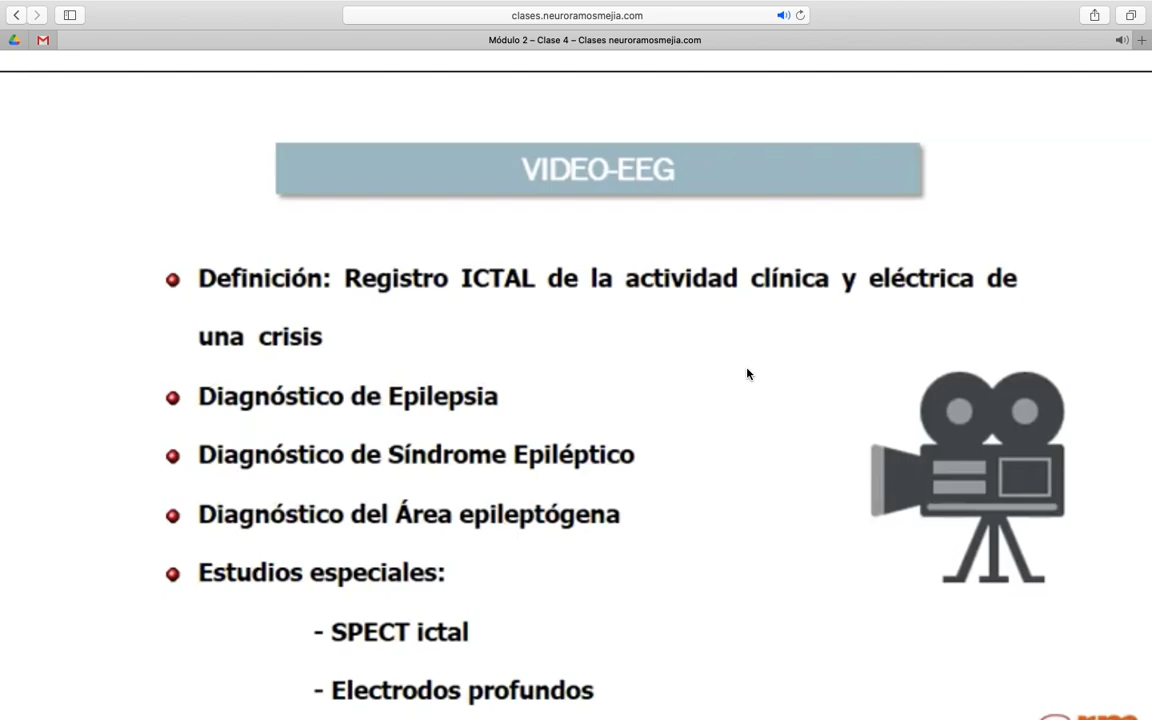 clases.neuroramosmejia.com
Módulo 2 – Clase 4 – Clases neuroramosmejia.com
VIDEO-EEG
Definición: Registro ICTAL de la actividad clínica y eléctrica de
una crisis
Diagnóstico de Epilepsia
Diagnóstico de Síndrome Epiléptico
Diagnóstico del Área epileptógena
Estudios especiales:
- SPECT ictal
- Electrodos profundos